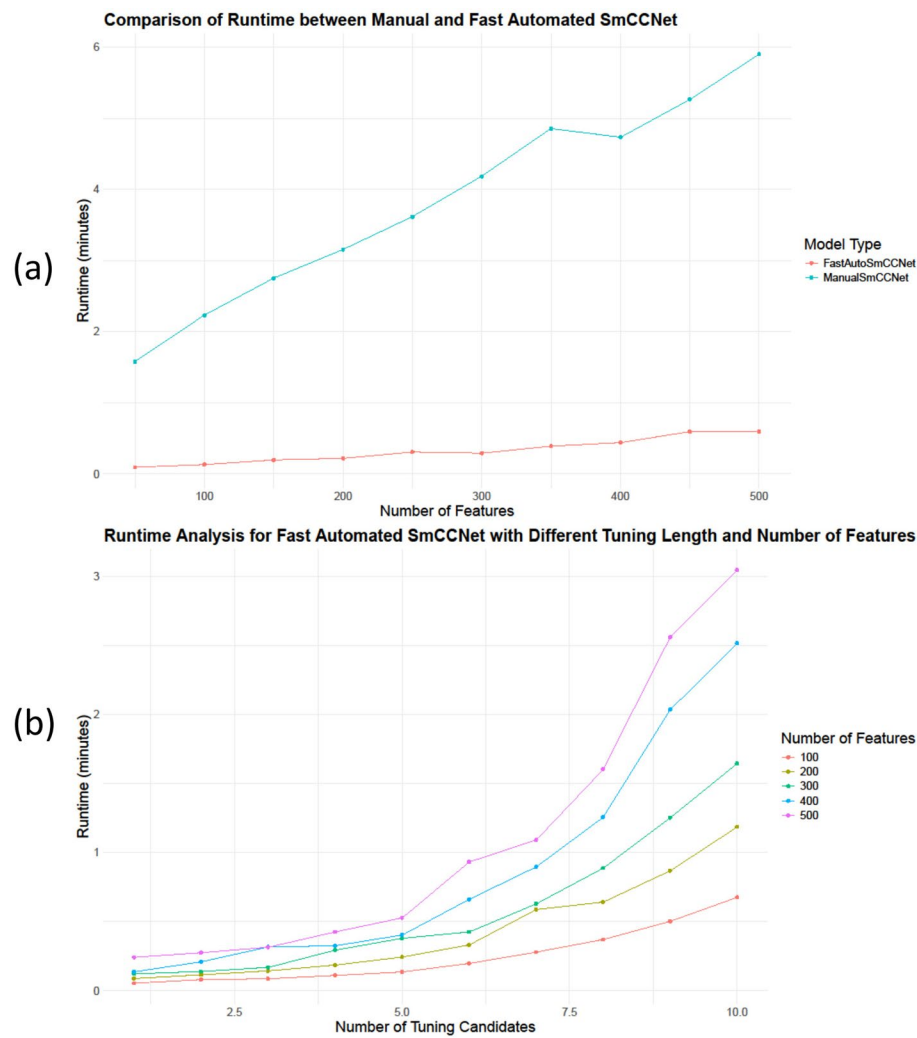 Comparison of Runtime between Manual and Fast Automated SmCCNet
(a)
Runtime (minutes)
6
4
2
0
100 200 300 400 500
Number of Features
Model Type
FastAutoSmCCNet
ManualSmCCNet
Runtime Analysis for Fast Automated SmCCNet with Different Tuning Length and Number of Features
(b)
Runtime (minutes)
3
2
1
0
2.5 5.0 7.5 10.0
Number of Tuning Candidates
Number of Features
100
200
300
400
500